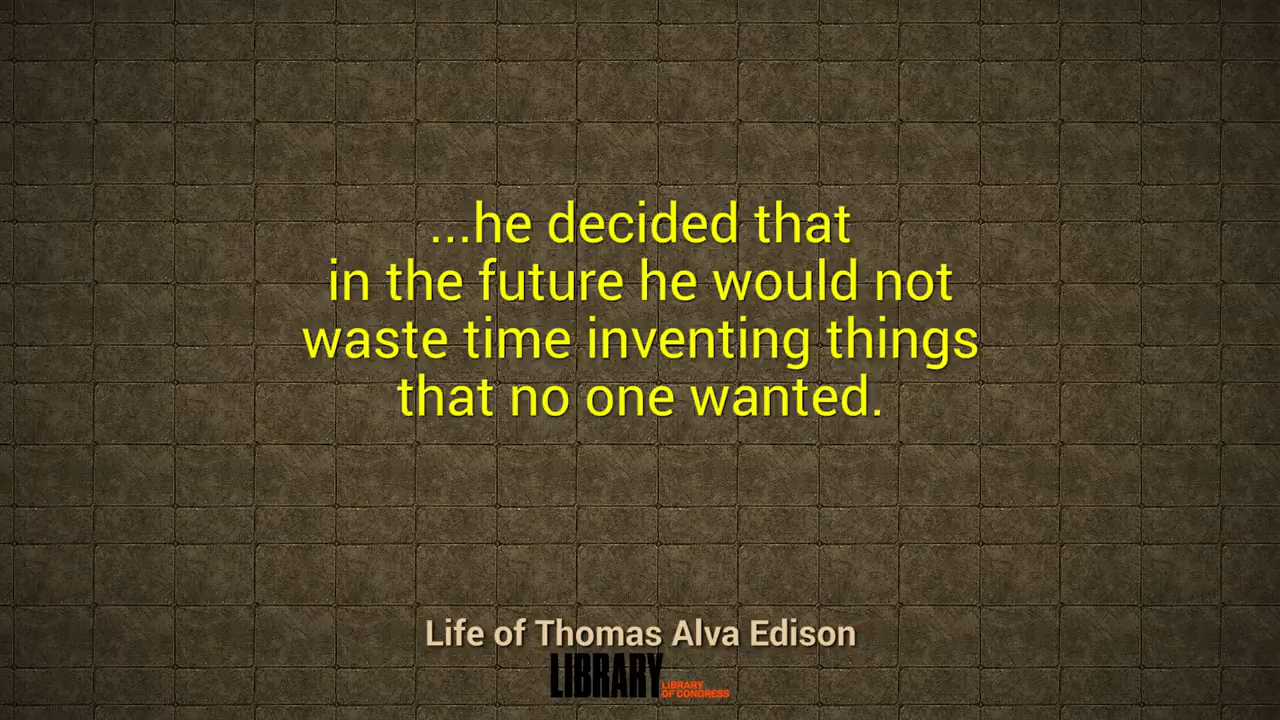 ...he decided that
in the future he would not
waste time inventing things
that no one wanted.
Life of Thomas Alva Edison
LIBRARY
LIBRARY
OF CONGRESS